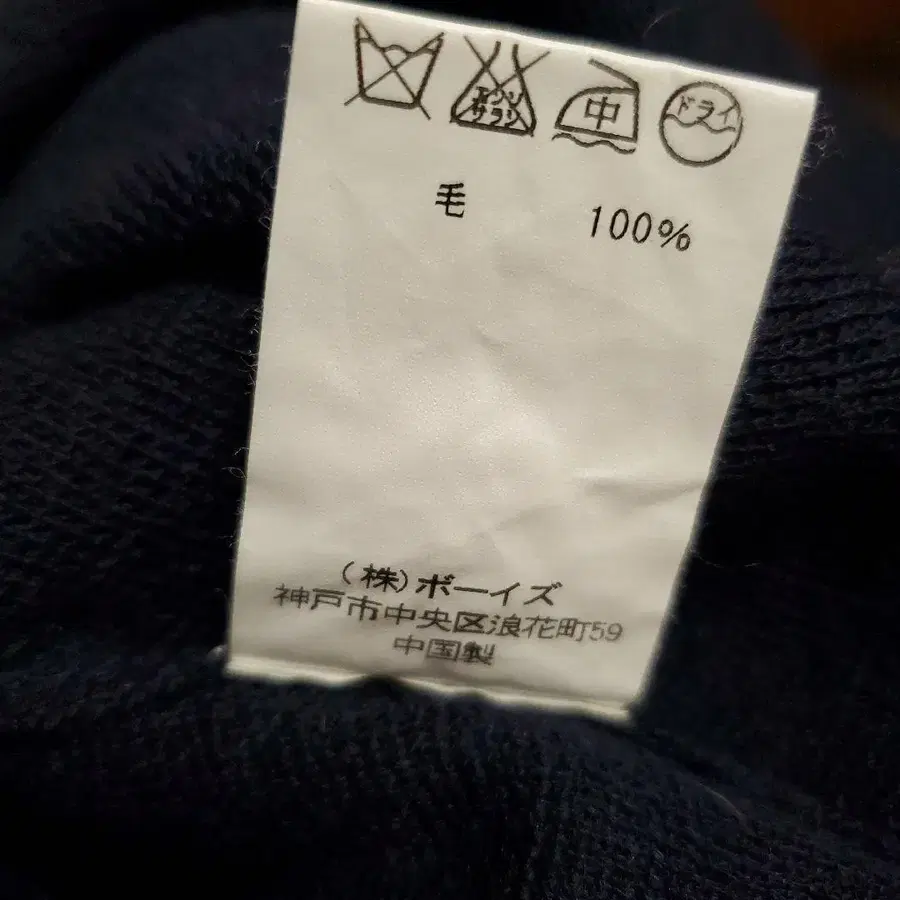 エンソ サラシ 中 ドライ
毛 100%
(株)ボーイズ
神戸市中央区浪花町59
中国製